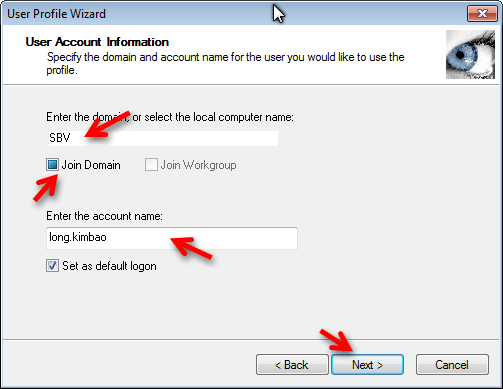 User Profile Wizard
User Account Information
Specify the domain and account name for the user you would like to use the
profile.
Enter the domain, or select the local computer name:
SBV
Join Domain
Join Workgroup
Enter the account name:
long.kimbao
Set as default logon
< Back
Next >
Cancel